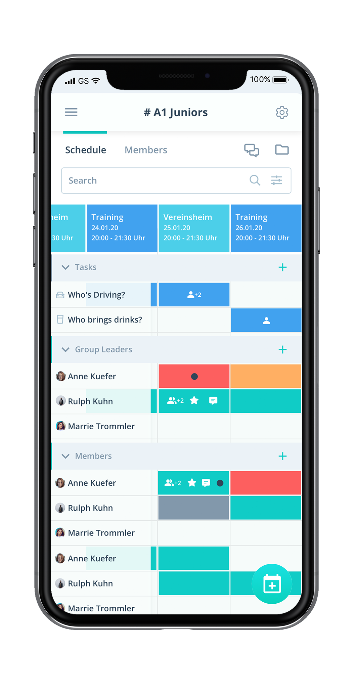 GS
100%
# A1 Juniors
Schedule
Members
Search
heim
Training
Vereinsheim
Training
24.01.20
25.01.20
26.01.20
30 Uhr
20:00 - 21:30 Uhr
20:00 - 21:30 Uhr
20:00 - 21:30 Uhr
Tasks
+
Who's Driving?
+2
Who brings drinks?
Group Leaders
+
Anne Kuefer
Rulph Kuhn
+2
Marrie Trommler
Members
+
Anne Kuefer
+2
Rulph Kuhn
Marrie Trommler
Anne Kuefer
Rulph Kuhn
Marrie Trommler